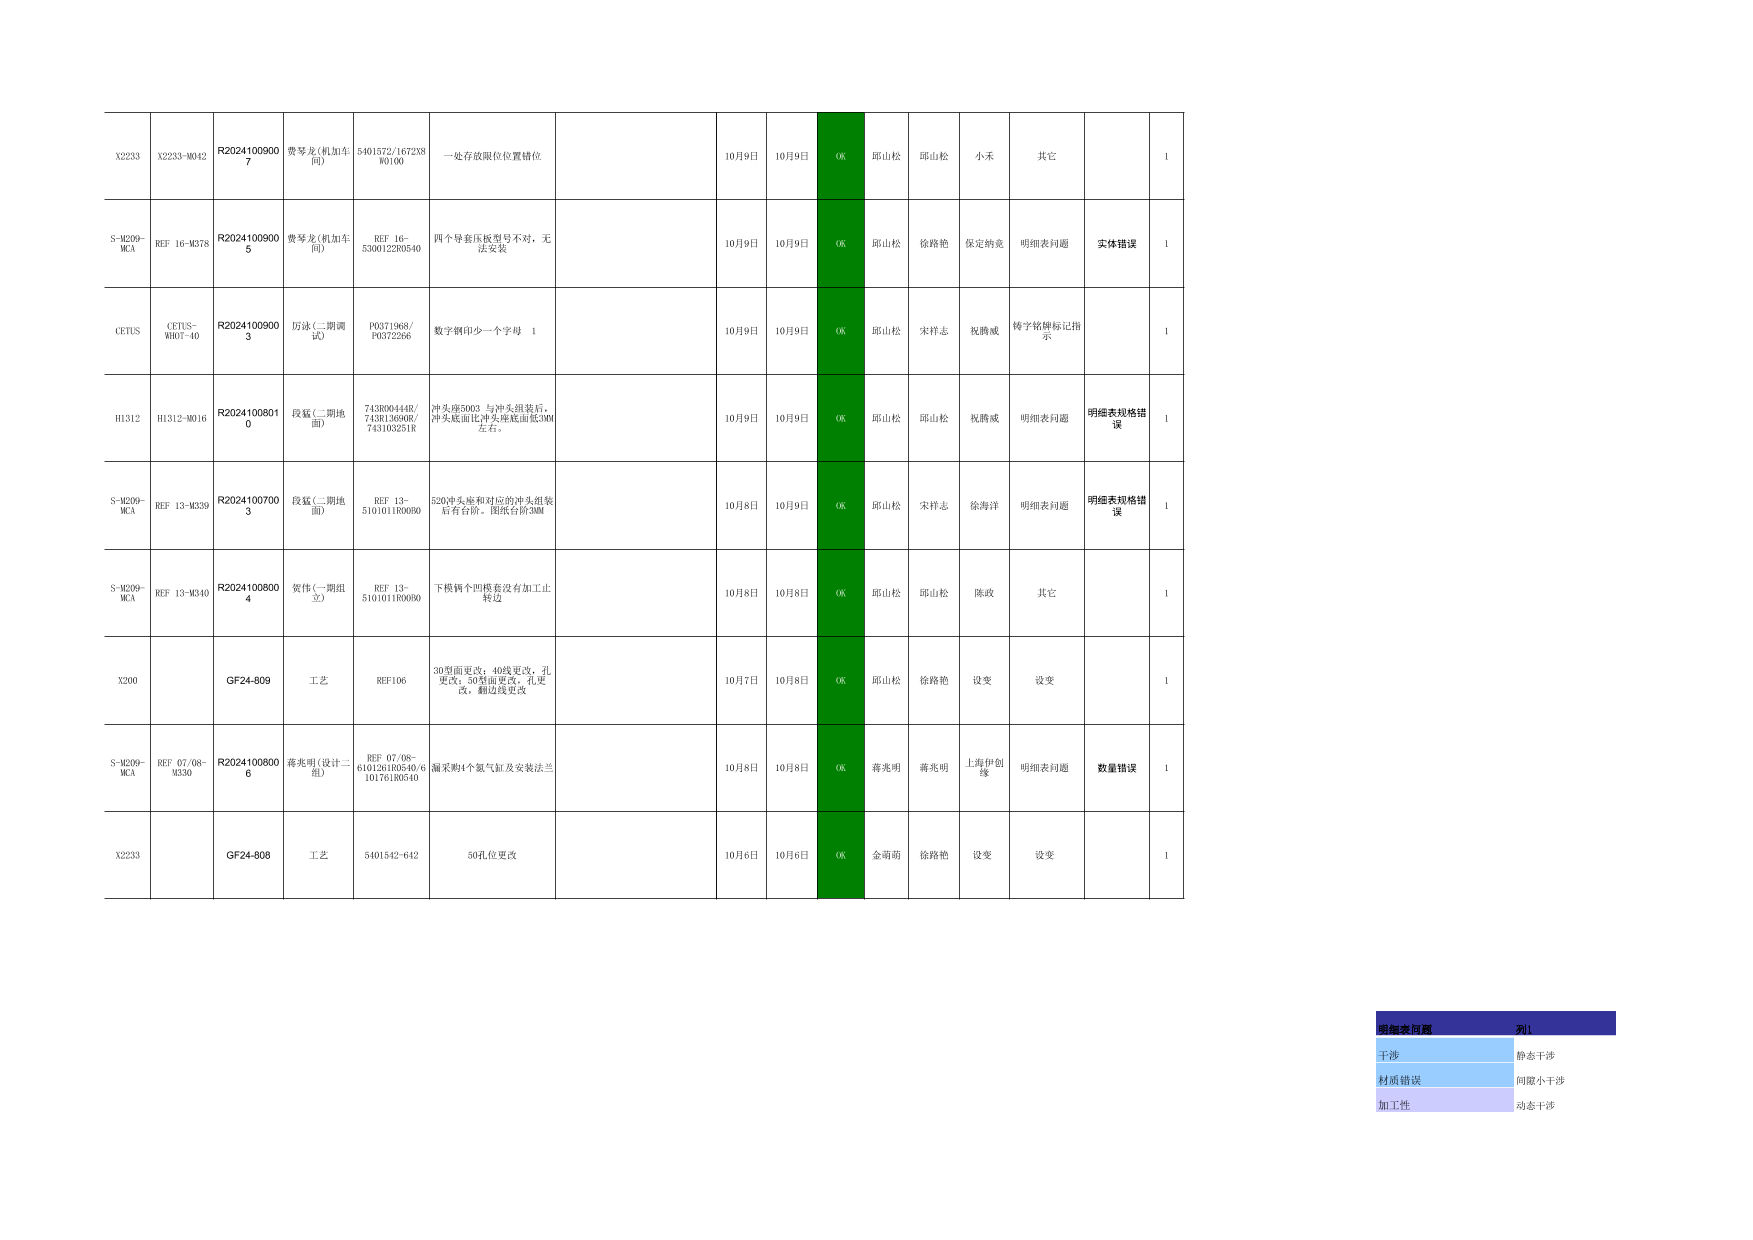 X2233 X2233-M042 R20241009007 费琴龙(机加车间) 5401572/1672X8W0100 一处存放限位位置错位 10月9日 10月9日 OK 邱山松 邱山松 小禾 其它 1
S-M209-MCA REF 16-M378 R20241009005 费琴龙(机加车间) REF 16-5300122R0540 四个导套压板型号不对，无法安装 10月9日 10月9日 OK 邱山松 徐路艳 保定纳竞 明细表问题 实体错误 1
CETUS CETUS-WHOT-40 R20241009003 厉泳(二期调试) P0371968/P0372266 数字钢印少一个字母 1 10月9日 10月9日 OK 邱山松 宋祥志 祝腾威 铸字铭牌标记指示 1
H1312 H1312-M016 R20241008010 段猛(二期地面) 743R00444R/743R13690R/743103251R 冲头座5003 与冲头组装后，冲头底面比冲头座底面低3MM左右。 10月9日 10月9日 OK 邱山松 邱山松 祝腾威 明细表问题 明细表规格错误 1
S-M209-MCA REF 13-M339 R20241007003 段猛(二期地面) REF 13-5101011R00B0 520冲头座和对应的冲头组装后有台阶。图纸台阶3MM 10月8日 10月9日 OK 邱山松 宋祥志 徐海洋 明细表问题 明细表规格错误 1
S-M209-MCA REF 13-M340 R20241008004 贺伟(一期组立) REF 13-5101011R00B0 下模俩个凹模套没有加工止转边 10月8日 10月8日 OK 邱山松 邱山松 陈政 其它 1
X200 GF24-809 工艺 REF106 30型面更改；40线更改，孔更改；50型面更改，孔更改，翻边线更改 10月7日 10月8日 OK 邱山松 徐路艳 设变 设变 1
S-M209-MCA REF 07/08-M330 R20241008006 蒋兆明(设计二组) REF 07/08-6101261R0540/6101761R0540 漏采购4个氮气缸及安装法兰 10月8日 10月8日 OK 蒋兆明 蒋兆明 上海伊创缘 明细表问题 数量错误 1
X2233 GF24-808 工艺 5401542-642 50孔位更改 10月6日 10月6日 OK 金萌萌 徐路艳 设变 设变 1
明细表问题 列1
干涉 静态干涉
材质错误 间隙小干涉
加工性 动态干涉